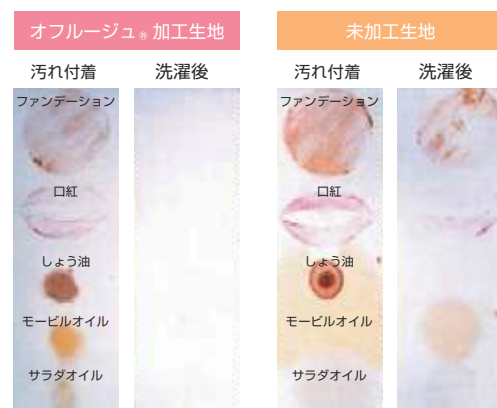 オフルージュ®加工生地
未加工生地
汚れ付着
洗濯後
汚れ付着
洗濯後
ファンデーション
口紅
しょう油
モービルオイル
サラダオイル
ファンデーション
口紅
しょう油
モービルオイル
サラダオイル